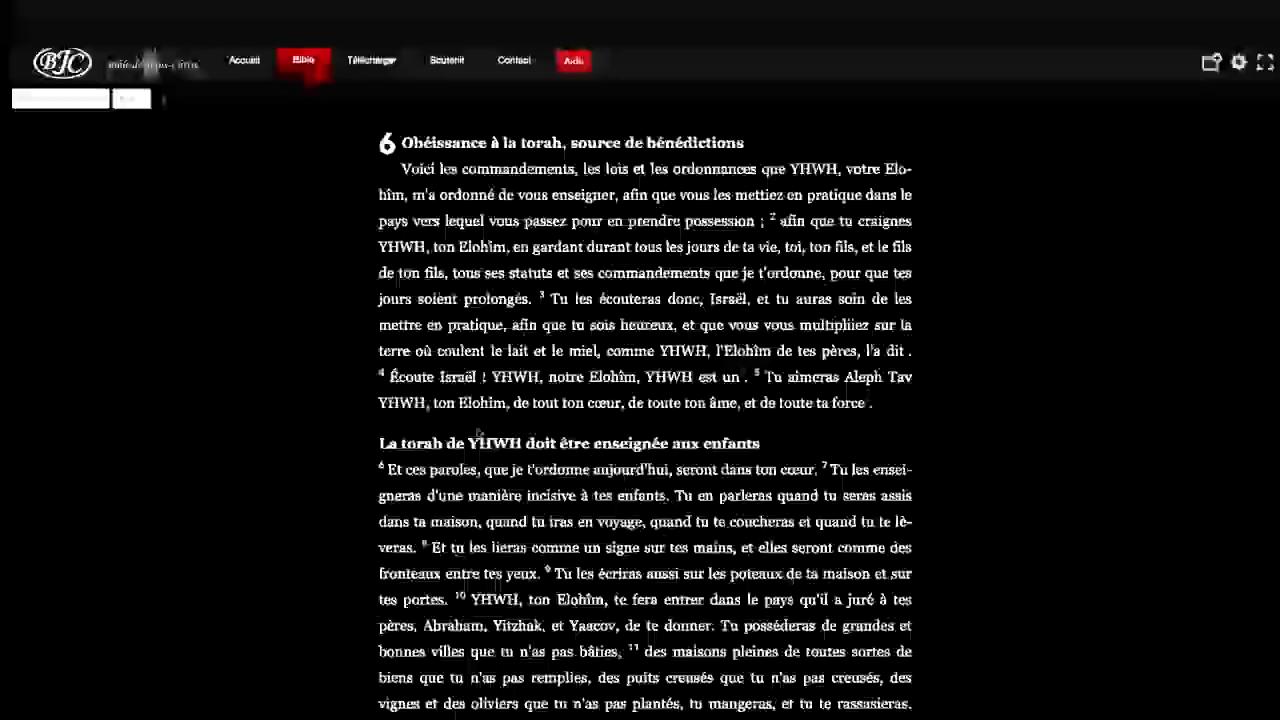 BJC
Accueil Bible Télécharger Soutenir Contact Aide
6 Obéissance à la torah, source de bénédictions
Voici les commandements, les lois et les ordonnances que YHWH, votre Elo-
hîm, m'a ordonné de vous enseigner, afin que vous les mettiez en pratique dans le
pays vers lequel vous passez pour en prendre possession ; 2 afin que tu craignes
YHWH, ton Elohîm, en gardant durant tous les jours de ta vie, toi, ton fils, et le fils
de ton fils, tous ses statuts et ses commandements que je t'ordonne, pour que tes
jours soient prolongés. 3 Tu les écouteras donc, Israël, et tu auras soin de les
mettre en pratique, afin que tu sois heureux, et que vous vous multipliiez sur la
terre où coulent le lait et le miel, comme YHWH, l'Elohîm de tes pères, l'a dit .
4 Écoute Israël ! YHWH, notre Elohîm, YHWH est un . 5 Tu aimeras Aleph Tav
YHWH, ton Elohîm, de tout ton cœur, de toute ton âme, et de toute ta force .
La torah de YHWH doit être enseignée aux enfants
6 Et ces paroles, que je t'ordonne aujourd'hui, seront dans ton cœur. 7 Tu les ensei-
gneras d'une manière incisive à tes enfants. Tu en parleras quand tu seras assis
dans ta maison, quand tu iras en voyage, quand tu te coucheras et quand tu te lè-
veras. 8 Et tu les lieras comme un signe sur tes mains, et elles seront comme des
fronteaux entre tes yeux. 9 Tu les écriras aussi sur les poteaux de ta maison et sur
tes portes. 10 YHWH, ton Elohîm, te fera entrer dans le pays qu'il a juré à tes
pères, Abraham, Yitzhak, et Yaacov, de te donner. Tu posséderas de grandes et
bonnes villes que tu n'as pas bâties, 11 des maisons pleines de toutes sortes de
biens que tu n'as pas remplies, des puits creusés que tu n'as pas creusés, des
vignes et des oliviers que tu n'as pas plantés, tu mangeras, et tu te rassasieras.